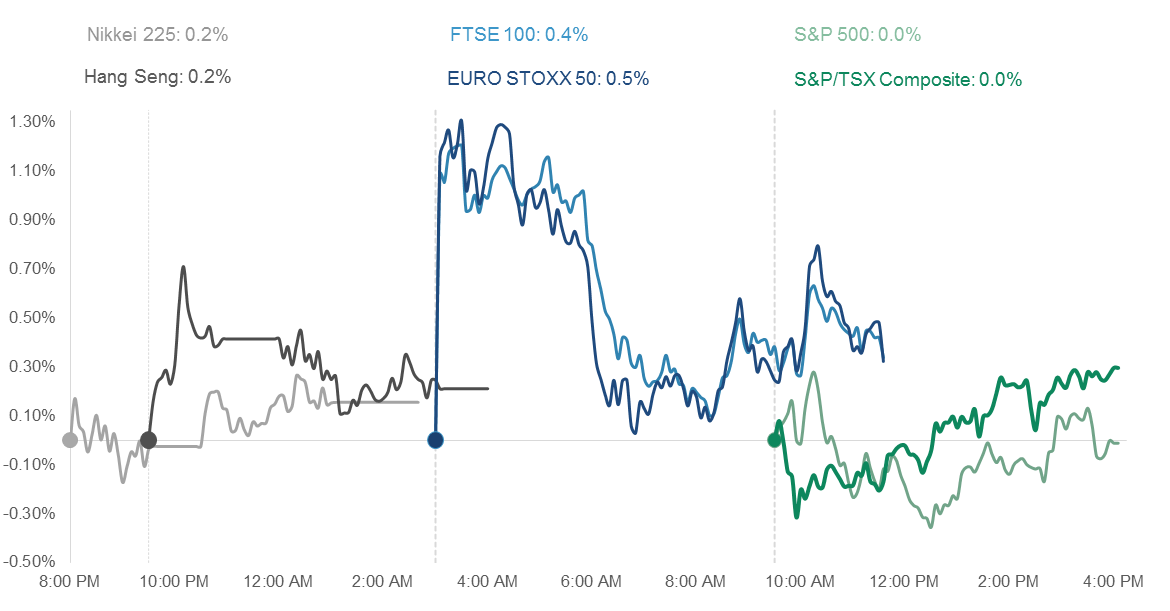 Nikkei 225: 0.2%
FTSE 100: 0.4%
S&P 500: 0.0%
Hang Seng: 0.2%
EURO STOXX 50: 0.5%
S&P/TSX Composite: 0.0%
1.30%
1.10%
0.90%
0.70%
0.50%
0.30%
0.10%
-0.10%
-0.30%
-0.50%
8:00 PM
10:00 PM
12:00 AM
2:00 AM
4:00 AM
6:00 AM
8:00 AM
10:00 AM
12:00 PM
2:00 PM
4:00 PM